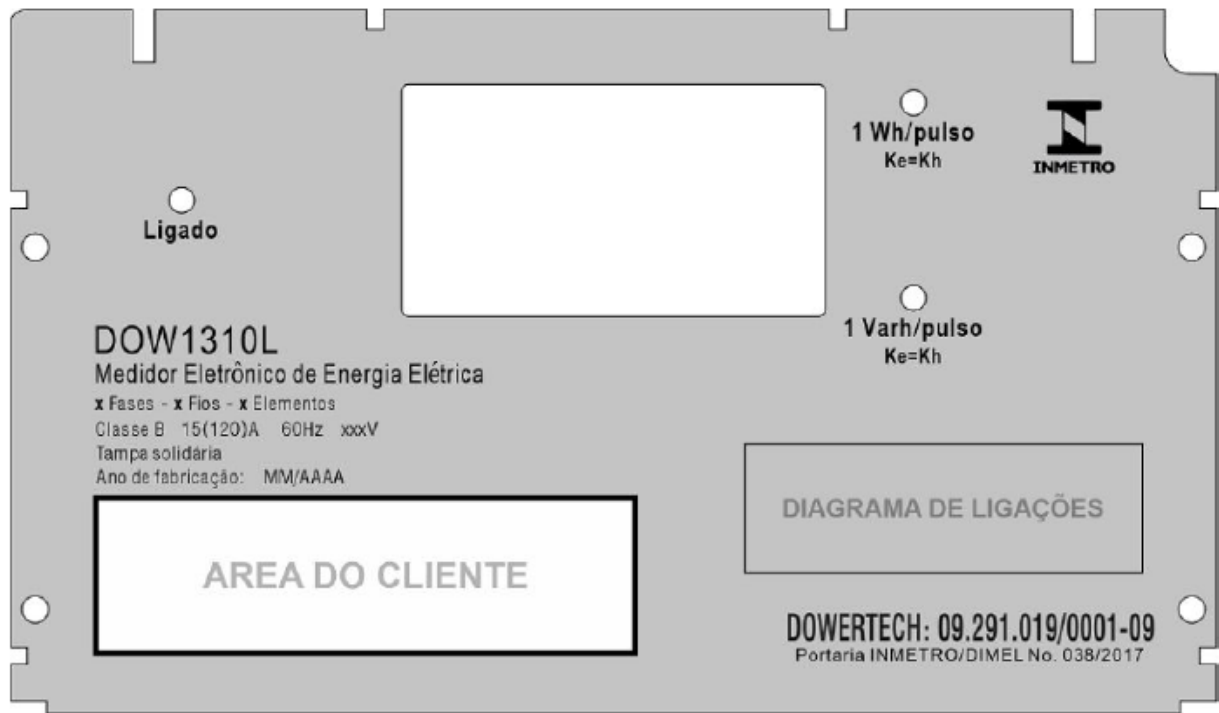 1 Wh/pulso
Ke=Kh
INMETRO
Ligado
1 Varh/pulso
Ke=Kh
DOW1310L
Medidor Eletrônico de Energia Elétrica
x Fases - x Fios - x Elementos
Classe B 15(120)A 60Hz xxxV
Tampa solidária
Ano de fabricação: MM/AAAA
DIAGRAMA DE LIGAÇÕES
AREA DO CLIENTE
DOWERTECH: 09.291.019/0001-09
Portaria INMETRO/DIMEL No. 038/2017